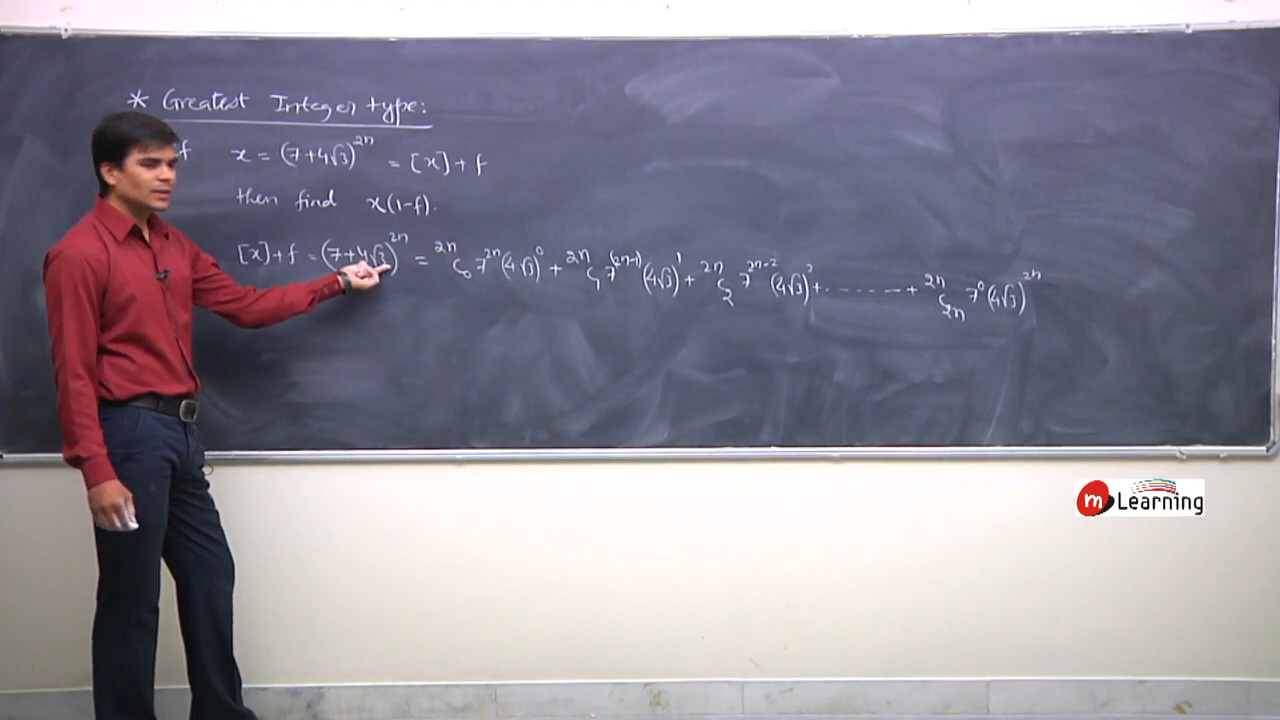 * Greatest Integer type:
f x = (7+4√3)^2n = [x] + f
then find x(1-f).
[x] + f = (7+4√3)^2n = 2nC0 7^2n (4√3)^0 + 2nC1 7^(2n-1) (4√3)^1 + 2nC2 7^2n-2 (4√3)^2 + ........ + 2nC2n 7^0 (4√3)^2n
m Learning